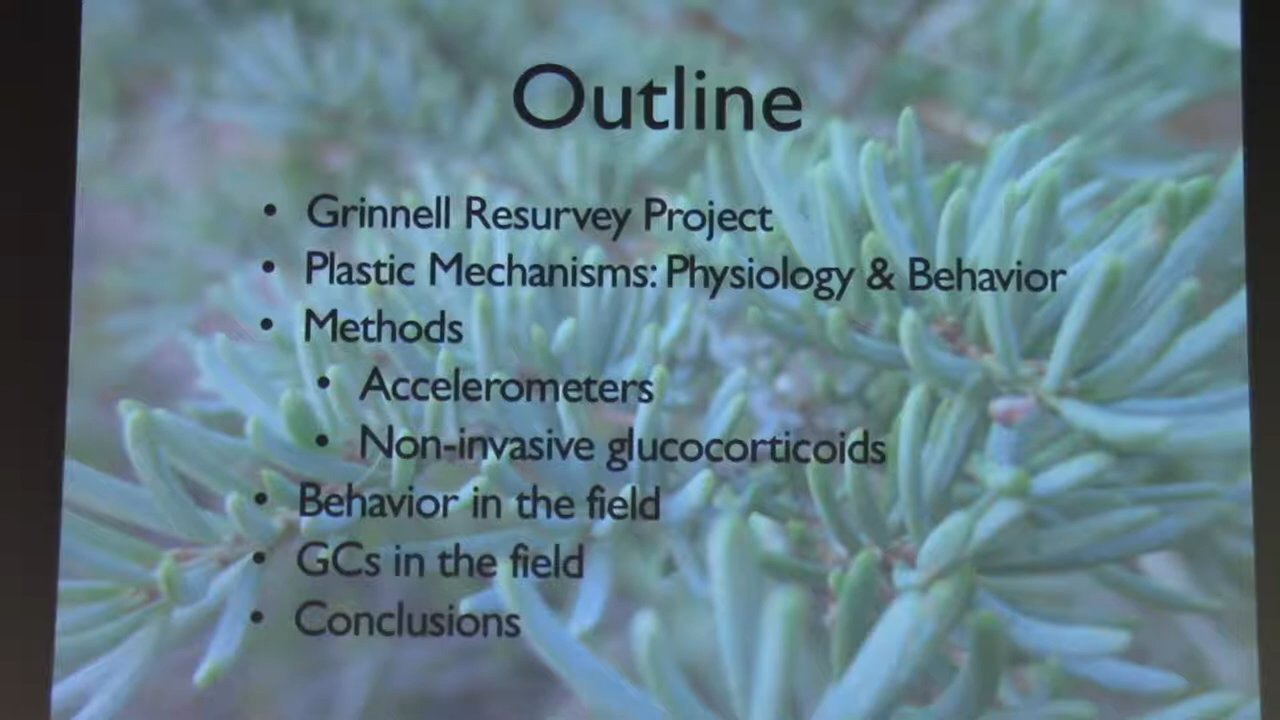 Outline
• Grinnell Resurvey Project
• Plastic Mechanisms: Physiology & Behavior
• Methods
• Accelerometers
• Non-invasive glucocorticoids
• Behavior in the field
• GCs in the field
• Conclusions